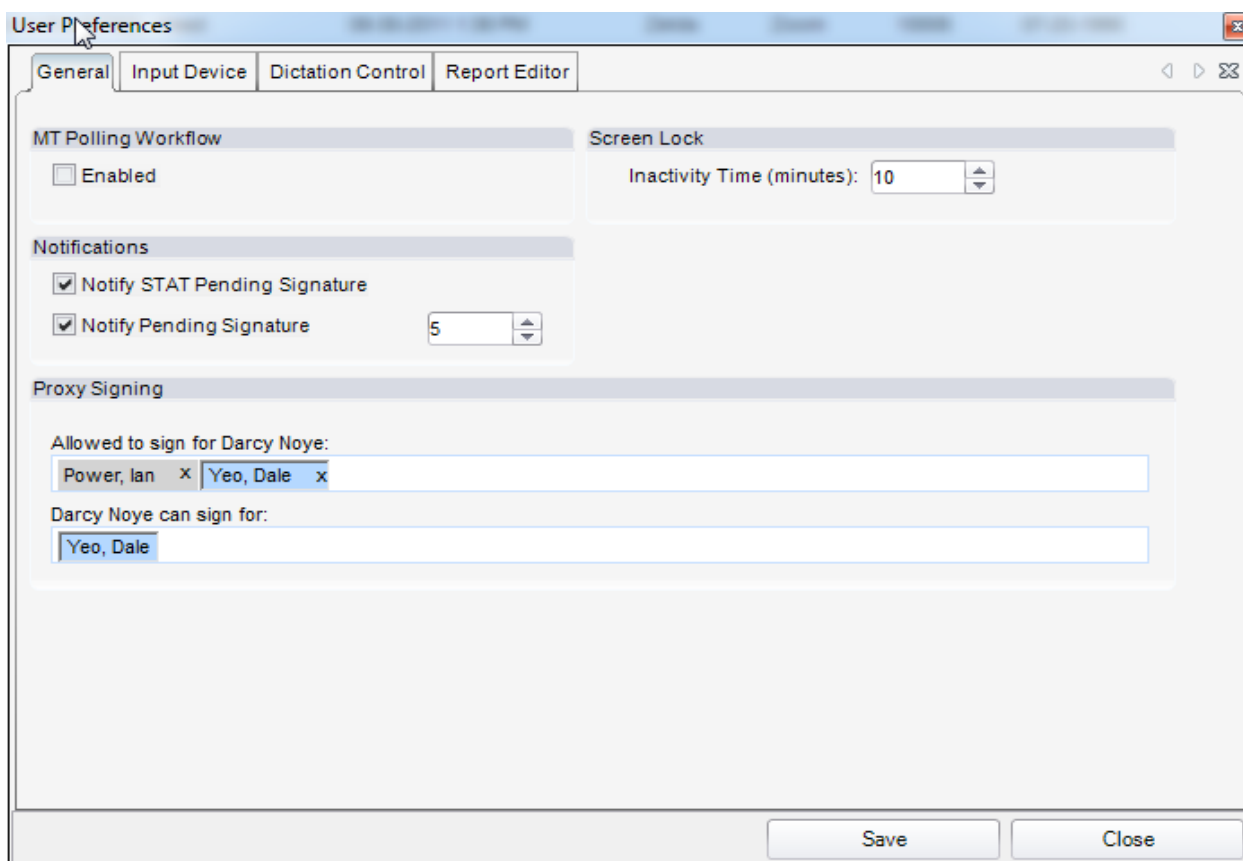 User Preferences
General Input Device Dictation Control Report Editor
MT Polling Workflow
Enabled
Screen Lock
Inactivity Time (minutes): 10
Notifications
Notify STAT Pending Signature
Notify Pending Signature 5
Proxy Signing
Allowed to sign for Darcy Noye:
Power, Ian x Yeo, Dale x
Darcy Noye can sign for:
Yeo, Dale
Save Close